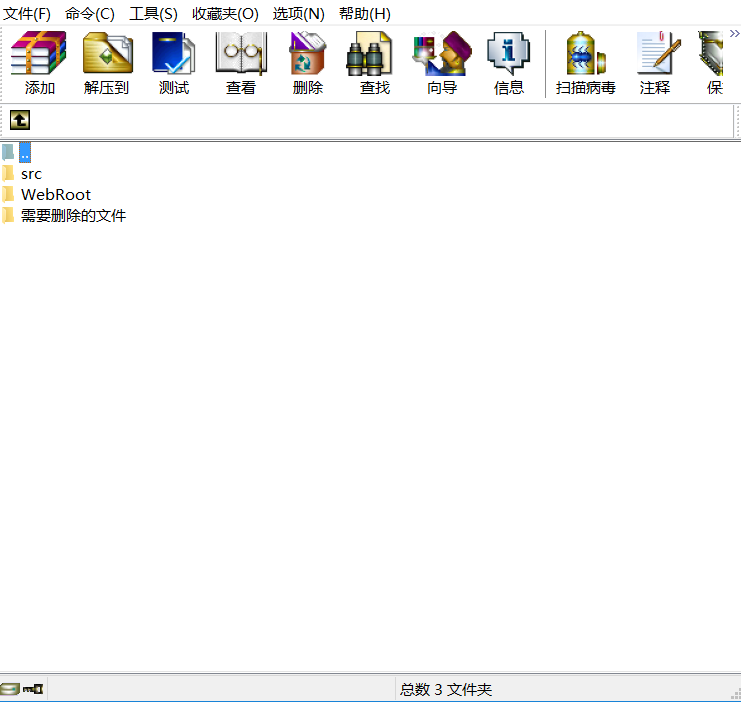 文件(F) 命令(C) 工具(S) 收藏夹(O) 选项(N) 帮助(H)
添加 解压到 测试 查看 删除 查找 向导 信息 扫描病毒 注释 保
..
src
WebRoot
需要删除的文件
总数 3 文件夹